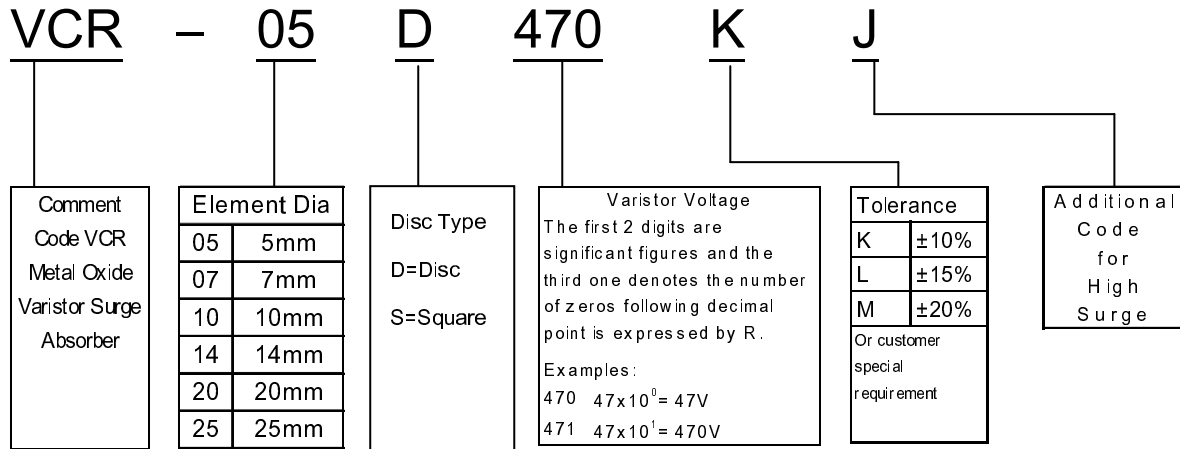 VCR – 05 D 470 K J
Comment
Code VCR
Metal Oxide
Varistor Surge
Absorber
Element Dia
05 5mm
07 7mm
10 10mm
14 14mm
20 20mm
25 25mm
Disc Type
D=Disc
S=Square
Varistor Voltage
The first 2 digits are
significant figures and the
third one denotes the number
of zeros following decimal
point is expressed by R.
Examples:
470 47x10⁰= 47V
471 47x10¹= 470V
Tolerance
K ±10%
L ±15%
M ±20%
Or customer
special
requirement
Additional
Code
for
High
Surge